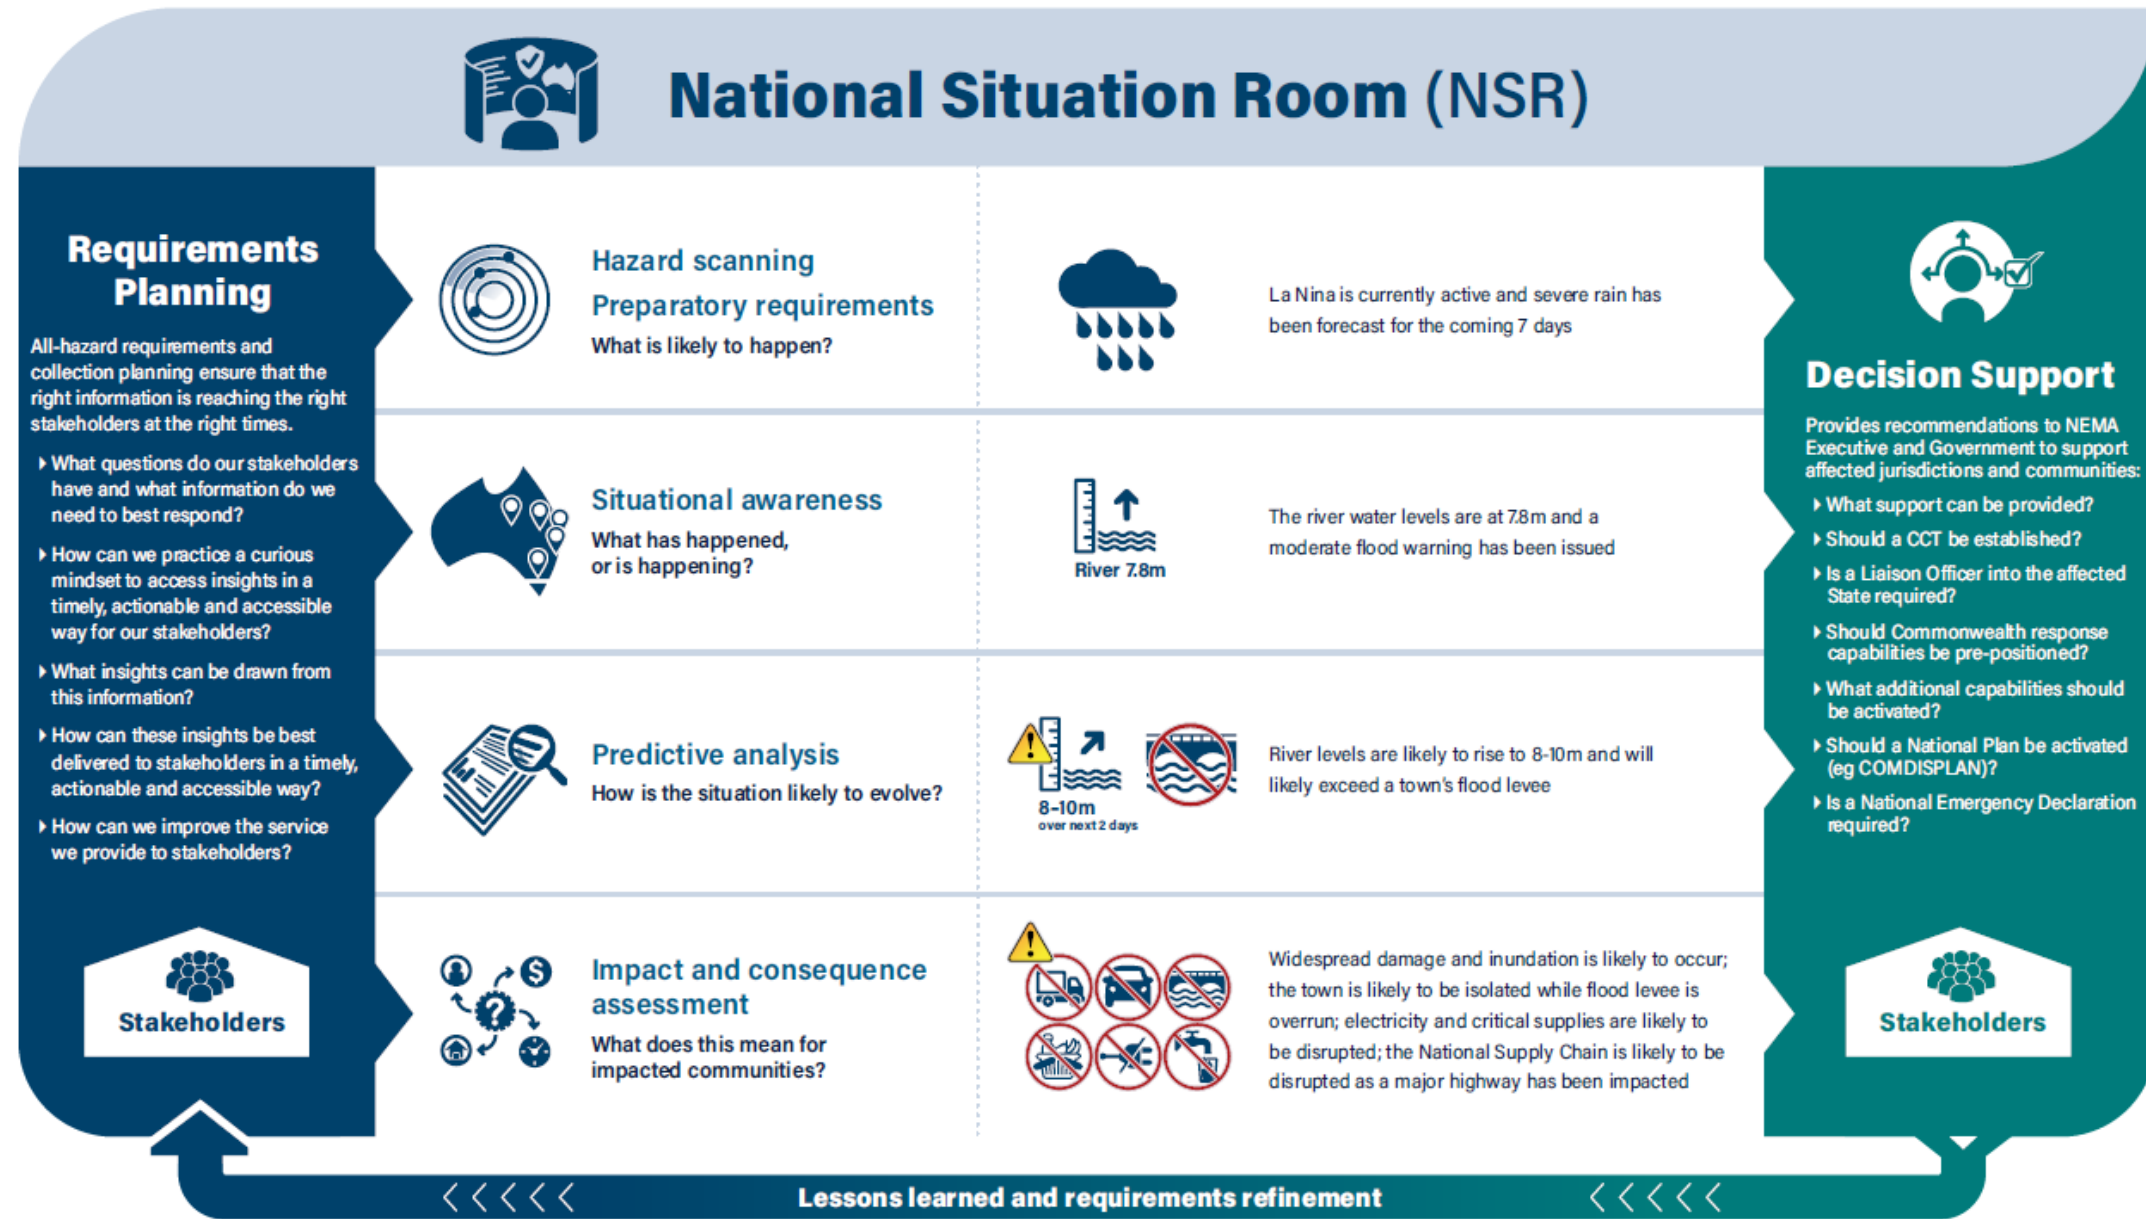 National Situation Room (NSR)
Requirements
Planning
All-hazard requirements and
collection planning ensure that the
right information is reaching the right
stakeholders at the right times.
What questions do our stakeholders
have and what information do we
need to best respond?
How can we practice a curious
mindset to access insights in a
timely, actionable and accessible
way for our stakeholders?
What insights can be drawn from
this information?
How can these insights be best
delivered to stakeholders in a timely,
actionable and accessible way?
How can we improve the service
we provide to stakeholders?
Stakeholders
Hazard scanning
Preparatory requirements
What is likely to happen?
La Nina is currently active and severe rain has
been forecast for the coming 7 days
Situational awareness
What has happened,
or is happening?
River 7.8m
The river water levels are at 7.8m and a
moderate flood warning has been issued
Predictive analysis
How is the situation likely to evolve?
8-10m
over next 2 days
River levels are likely to rise to 8-10m and will
likely exceed a town's flood levee
Impact and consequence
assessment
What does this mean for
impacted communities?
Widespread damage and inundation is likely to occur;
the town is likely to be isolated while flood levee is
overrun; electricity and critical supplies are likely to
be disrupted; the National Supply Chain is likely to be
disrupted as a major highway has been impacted
Decision Support
Provides recommendations to NEMA
Executive and Government to support
affected jurisdictions and communities:
What support can be provided?
Should a CCT be established?
Is a Liaison Officer into the affected
State required?
Should Commonwealth response
capabilities be pre-positioned?
What additional capabilities should
be activated?
Should a National Plan be activated
(eg COMDISPLAN)?
Is a National Emergency Declaration
required?
Stakeholders
Lessons learned and requirements refinement